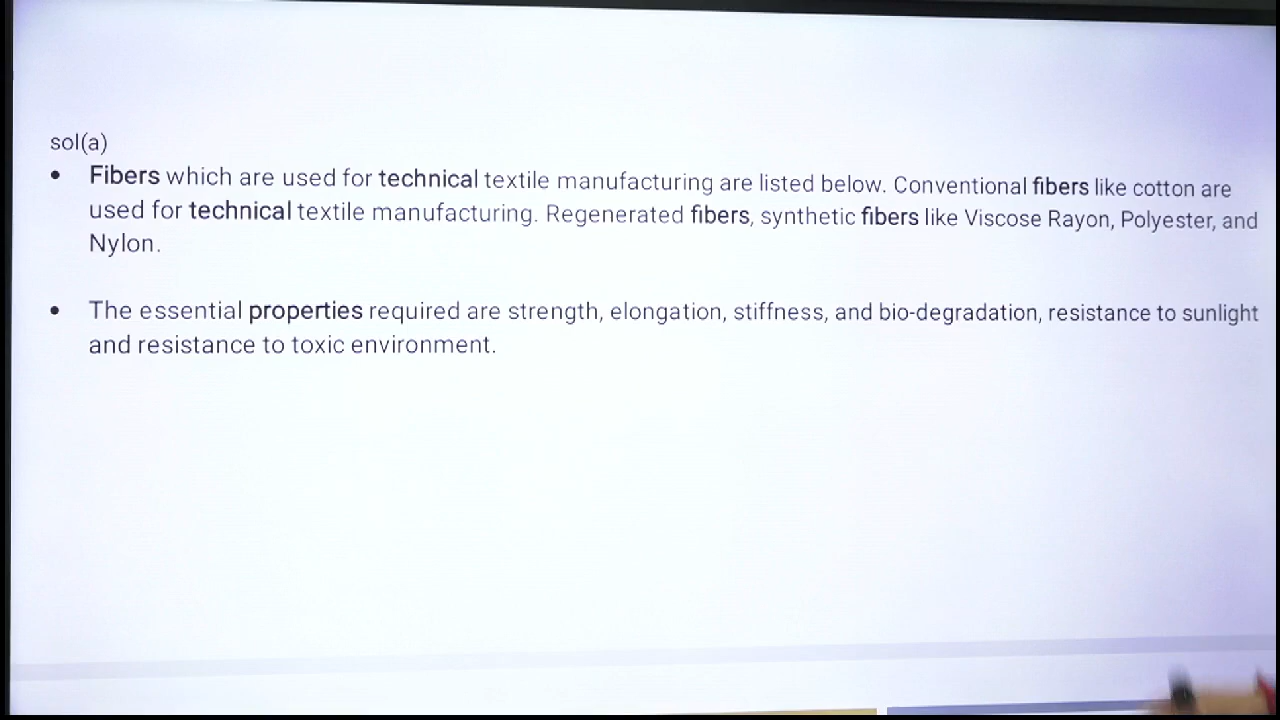 sol(a)
• Fibers which are used for technical textile manufacturing are listed below. Conventional fibers like cotton are
used for technical textile manufacturing. Regenerated fibers, synthetic fibers like Viscose Rayon, Polyester, and
Nylon.
• The essential properties required are strength, elongation, stiffness, and bio-degradation, resistance to sunlight
and resistance to toxic environment.